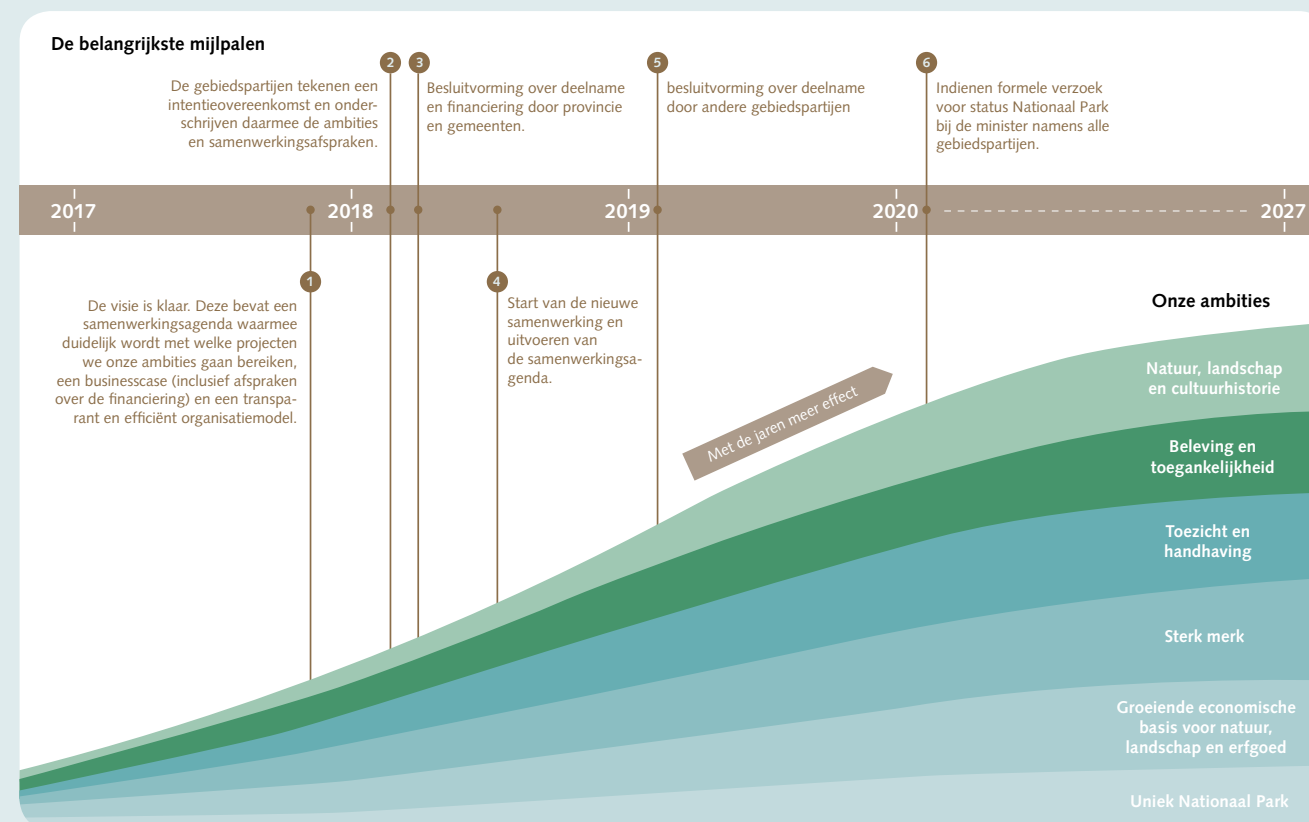 De belangrijkste mijlpalen
2
De gebiedspartijen tekenen een
intentieovereenkomst en onder-
schrijven daarmee de ambities
en samenwerkingsafspraken.
3
Besluitvorming over deelname
en financiering door provincie
en gemeenten.
5
besluitvorming over deelname
door andere gebiedspartijen
6
Indienen formele verzoek
voor status Nationaal Park
bij de minister namens alle
gebiedspartijen.
2017
2018
2019
2020
2027
1
De visie is klaar. Deze bevat een
samenwerkingsagenda waarmee
duidelijk wordt met welke projecten
we onze ambities gaan bereiken,
een businesscase (inclusief afspraken
over de financiering) en een transpa-
rant en efficiënt organisatiemodel.
4
Start van de nieuwe
samenwerking en
uitvoeren van
de samenwerkingsa-
genda.
Met de jaren meer effect
Onze ambities
Natuur, landschap
en cultuurhistorie
Beleving en
toegankelijkheid
Toezicht en
handhaving
Sterk merk
Groeiende economische
basis voor natuur,
landschap en erfgoed
Uniek Nationaal Park